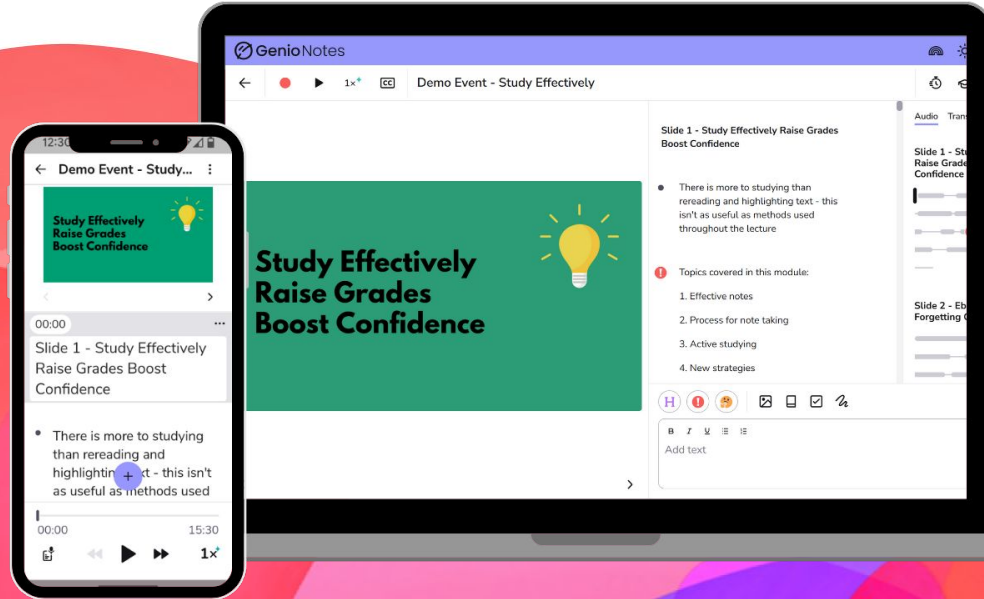 GenioNotes
1x
CC
Demo Event - Study Effectively
Slide 1 - Study Effectively Raise Grades
Boost Confidence
There is more to studying than
rereading and highlighting text - this
isn't as useful as methods used
throughout the lecture
Topics covered in this module:
1. Effective notes
2. Process for note taking
3. Active studying
4. New strategies
H
B I U
Add text
Audio
Slide 1 -
Raise
Confidence
Slide 2 -
Forgetting
Study Effectively
Raise Grades
Boost Confidence
12:30
Demo Event - Study...
Study Effectively
Raise Grades
Boost Confidence
00:00
Slide 1 - Study Effectively
Raise Grades Boost
Confidence
There is more to studying
than rereading and
- this isn't
as useful as methods used
00:00
15:30
1x